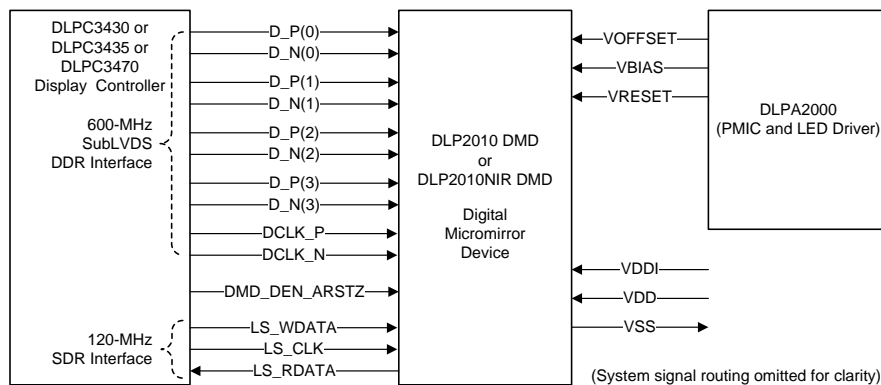 DLPC3430 or
DLPC3435 or
DLPC3470
Display Controller
600-MHz
SubLVDS
DDR Interface
120-MHz
SDR Interface
D_P(0)
D_N(0)
D_P(1)
D_N(1)
D_P(2)
D_N(2)
D_P(3)
D_N(3)
DCLK_P
DCLK_N
DMD_DEN_ARSTZ
LS_WDATA
LS_CLK
LS_RDATA
DLP2010 DMD
or
DLP2010NIR DMD
Digital
Micromirror
Device
VOFFSET
VBIAS
VRESET
VDDI
VDD
VSS
DLPA2000
(PMIC and LED Driver)
(System signal routing omitted for clarity)